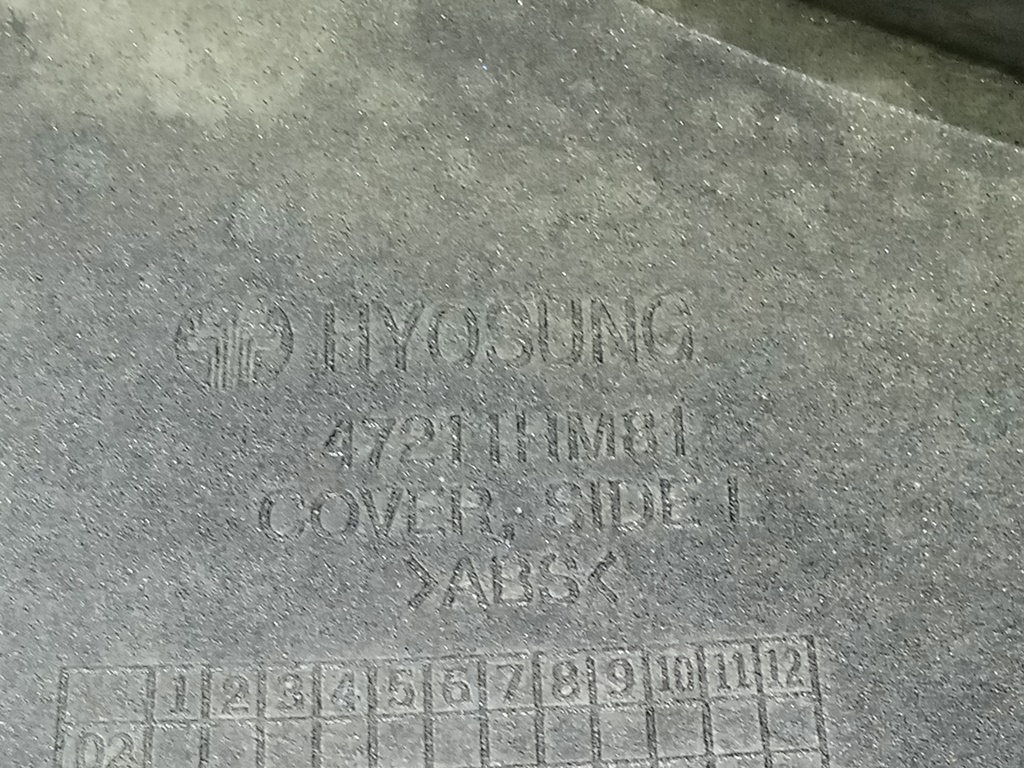 HYOSUNG
47211HM81
COVER, SIDE L
>ABS<
1 2 3 4 5 6 7 8 9 10 11 12
02